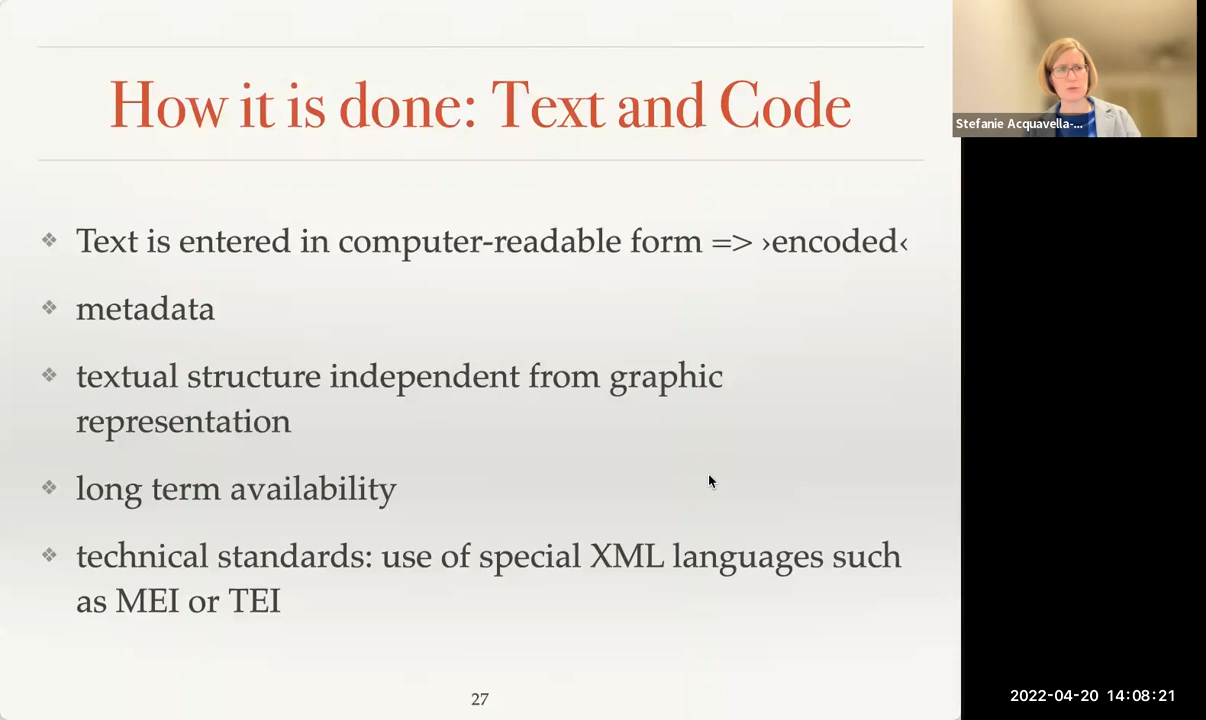 How it is done: Text and Code
Text is entered in computer-readable form => ›encoded‹
metadata
textual structure independent from graphic
representation
long term availability
technical standards: use of special XML languages such
as MEI or TEI
27
Stefanie Acquavella-...
2022-04-20 14:08:21